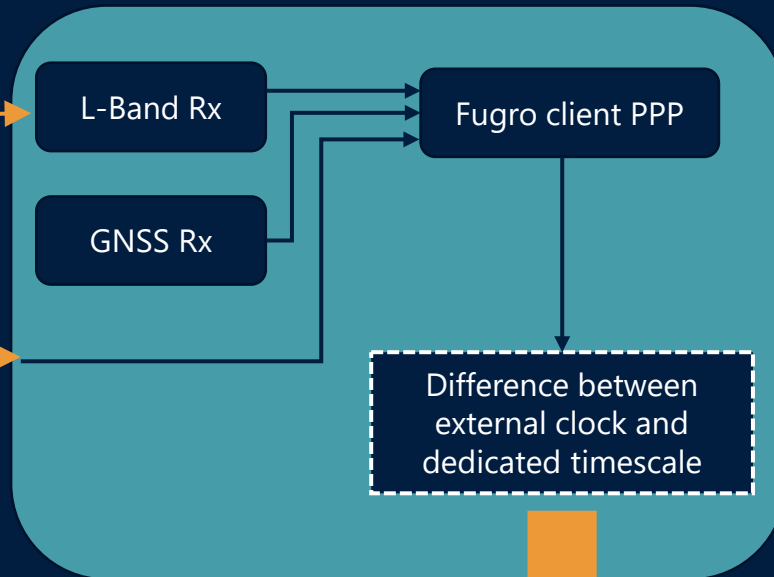 L-Band Rx
Fugro client PPP
GNSS Rx
Difference between
external clock and
dedicated timescale